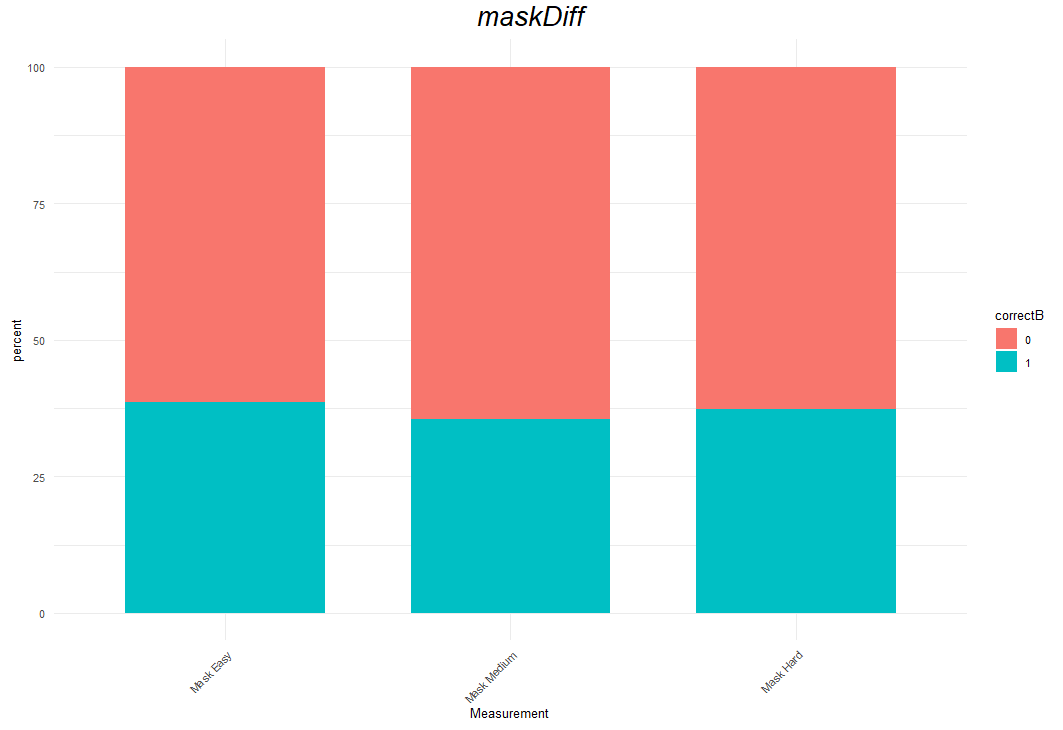 maskDiff
100
75
50
25
0
percent
Mask Easy
Mask Medium
Mask Hard
Measurement
correctB
0
1